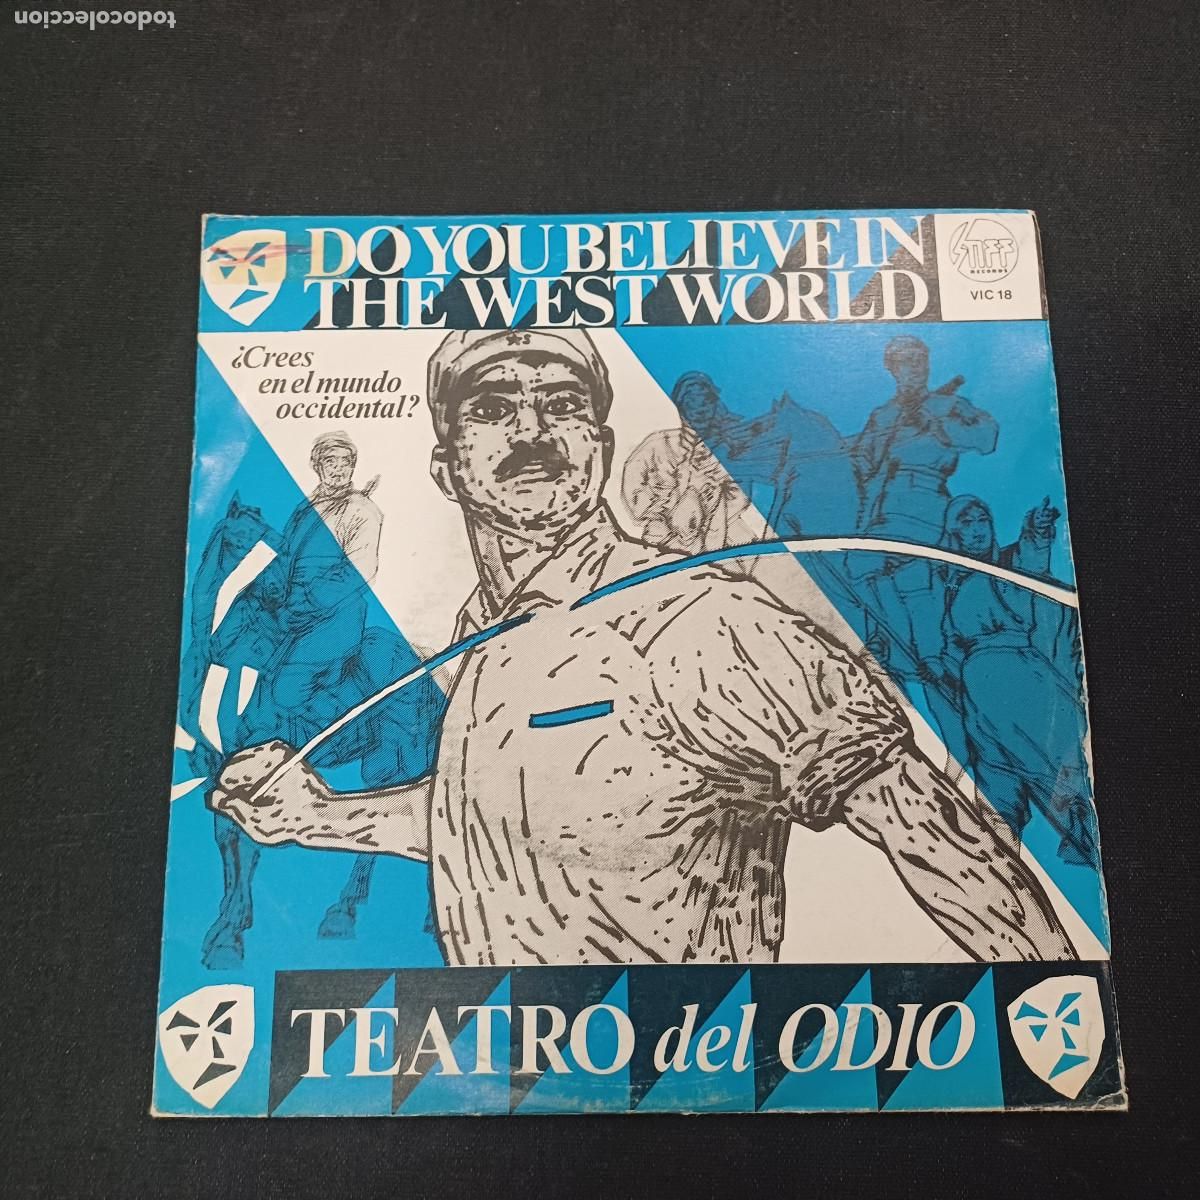 todocoleccion
DO YOU BELIEVE IN
THE WEST WORLD
STIFF
RECORDS
VIC 18
¿Crees
en el mundo
occidental?
S
TEATRO del ODIO